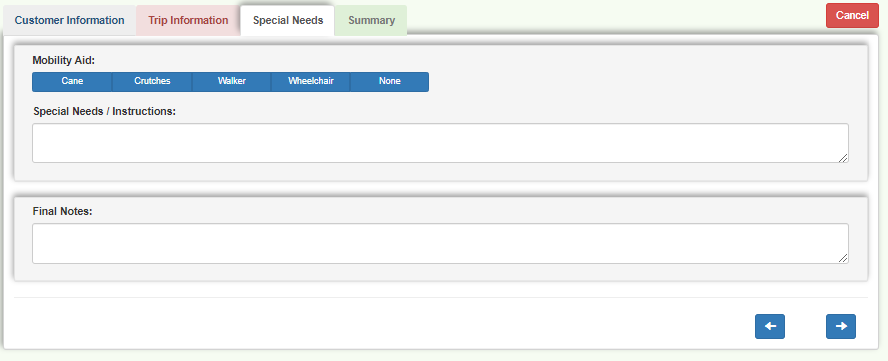 Customer Information Trip Information Special Needs Summary Cancel
Mobility Aid:
Cane Crutches Walker Wheelchair None
Special Needs / Instructions:
Final Notes: